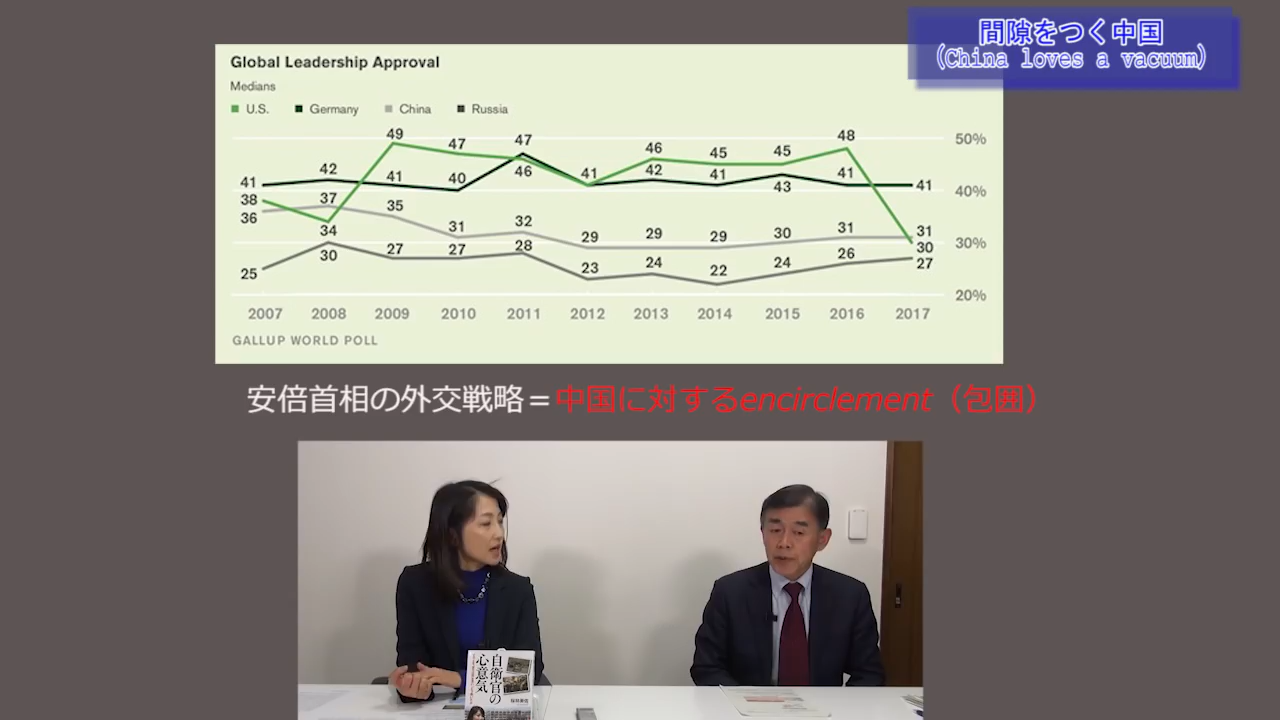 間隙をつく中国
(China loves a vacuum)
Global Leadership Approval
Medians
U.S. Germany China Russia
49 47 47 46 45 45 48 50%
41 42 41 40 46 41 42 41 43 41 41 40%
38 37 35 31 32 29 29 29 30 31 31
36 34 30 30%
25 30 27 27 28 23 24 22 24 26 27
20%
2007 2008 2009 2010 2011 2012 2013 2014 2015 2016 2017
GALLUP WORLD POLL
安倍首相の外交戦略＝中国に対するencirclement（包囲）
自衛官の
心意気